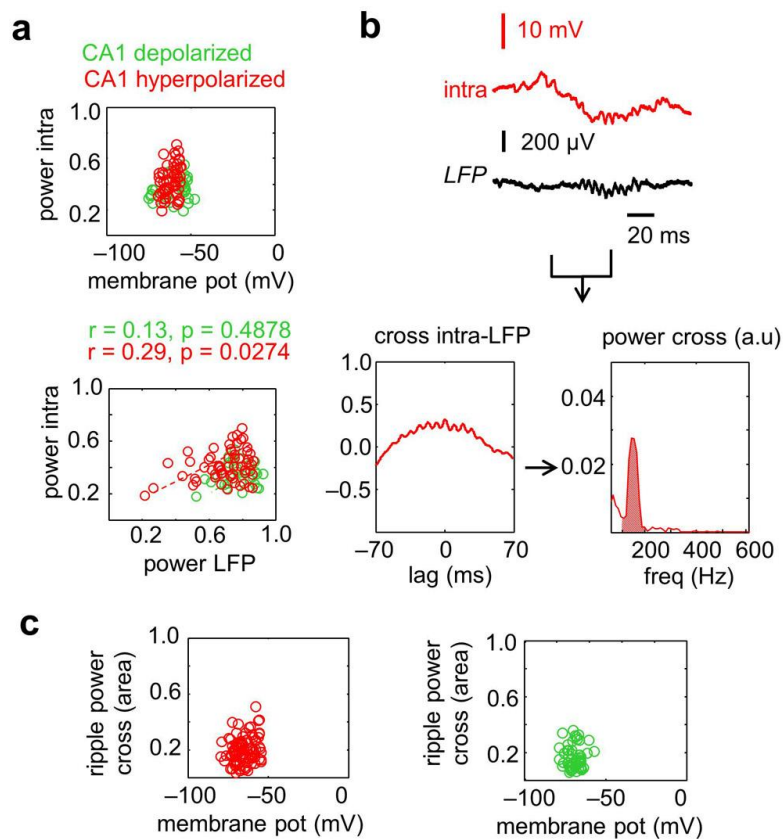 a
CA1 depolarized
CA1 hyperpolarized
power intra
1.0
0.6
0.2
–100
–50
0
membrane pot (mV)
r = 0.13, p = 0.4878
r = 0.29, p = 0.0274
power intra
1.0
0.6
0.2
0.2
0.6
1.0
power LFP
b
10 mV
intra
200 µV
LFP
20 ms
cross intra-LFP
1.0
0.5
0.0
–0.5
–70
0
70
lag (ms)
power cross (a.u)
0.04
0.02
200
400
600
freq (Hz)
c
ripple power
cross (area)
1.0
0.6
0.2
–100
–50
0
membrane pot (mV)
ripple power
cross (area)
1.0
0.6
0.2
–100
–50
0
membrane pot (mV)